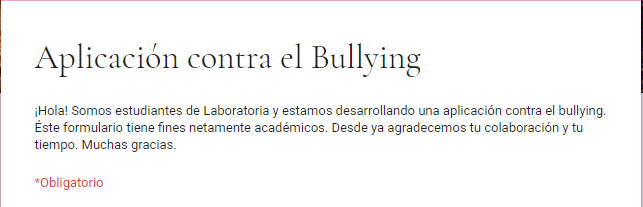 Aplicación contra el Bullying
¡Hola! Somos estudiantes de Laboratoria y estamos desarrollando una aplicación contra el bullying.
Éste formulario tiene fines netamente académicos. Desde ya agradecemos tu colaboración y tu
tiempo. Muchas gracias.
*Obligatorio